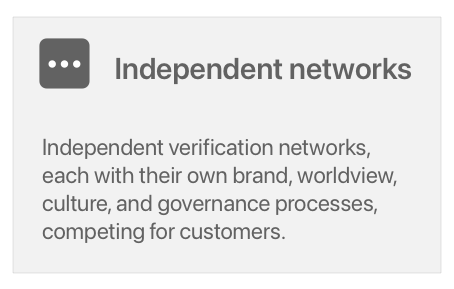 Independent networks
Independent verification networks,
each with their own brand, worldview,
culture, and governance processes,
competing for customers.